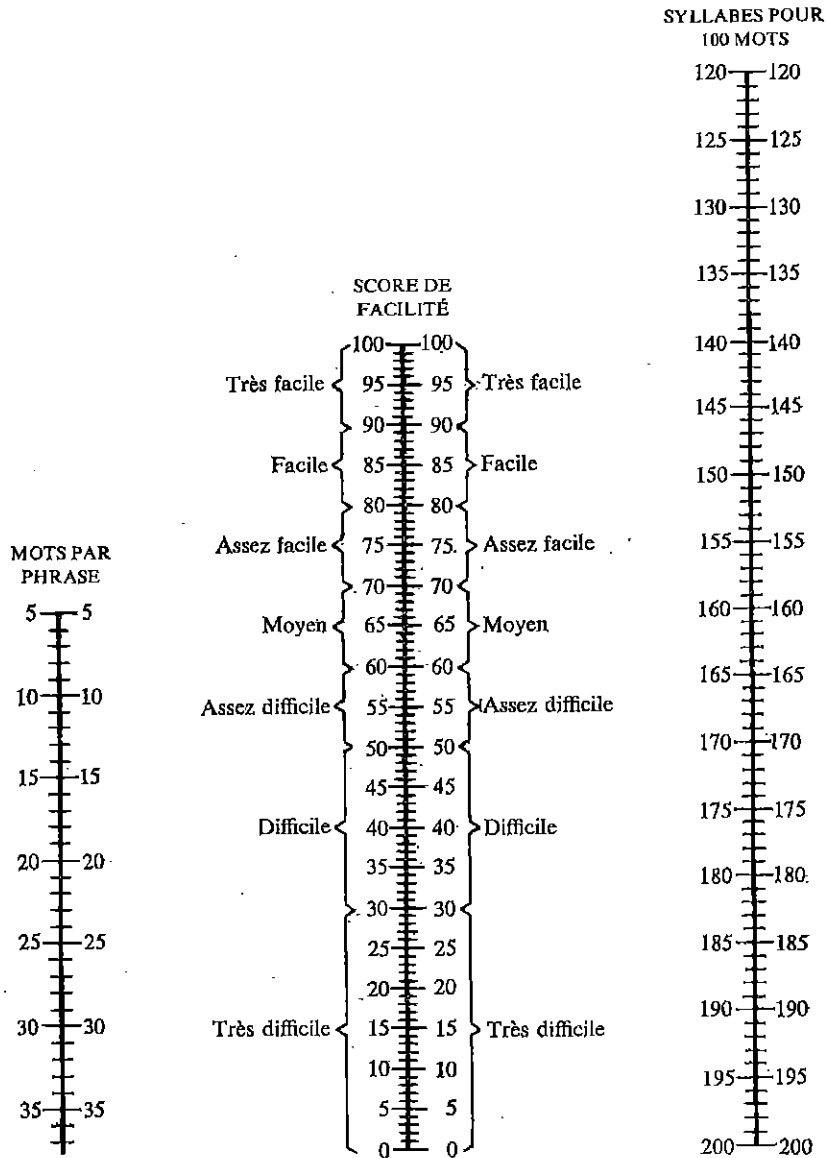 SYLLABES POUR
100 MOTS
120 120
125 125
130 130
135 135
140 140
145 145
150 150
155 155
160 160
165 165
170 170
175 175
180 180
185 185
190 190
195 195
200 200
SCORE DE
FACILITÉ
100 100
Très facile 95 95 Très facile
90 90
Facile 85 85 Facile
80 80
Assez facile 75 75 Assez facile
70 70
Moyen 65 65 Moyen
60 60
Assez difficile 55 55 Assez difficile
50 50
45 45
Difficile 40 40 Difficile
35 35
30 30
25 25
20 20
Très difficile 15 15 Très difficile
10 10
5 5
0 0
MOTS PAR
PHRASE
5 5
10 10
15 15
20 20
25 25
30 30
35 35